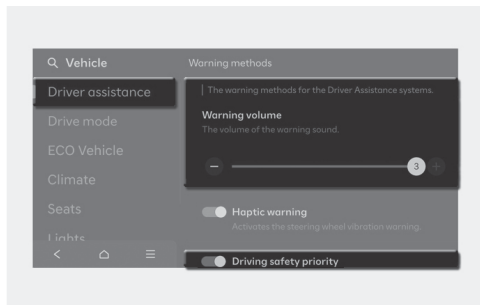 Vehicle
Warning methods
Driver assistance
The warning methods for the Driver Assistance systems.
Warning volume
The volume of the warning sound.
Drive mode
ECO Vehicle
3
Climate
Seats
Haptic warning
Activates the steering wheel vibration warning.
Lights
Driving safety priority